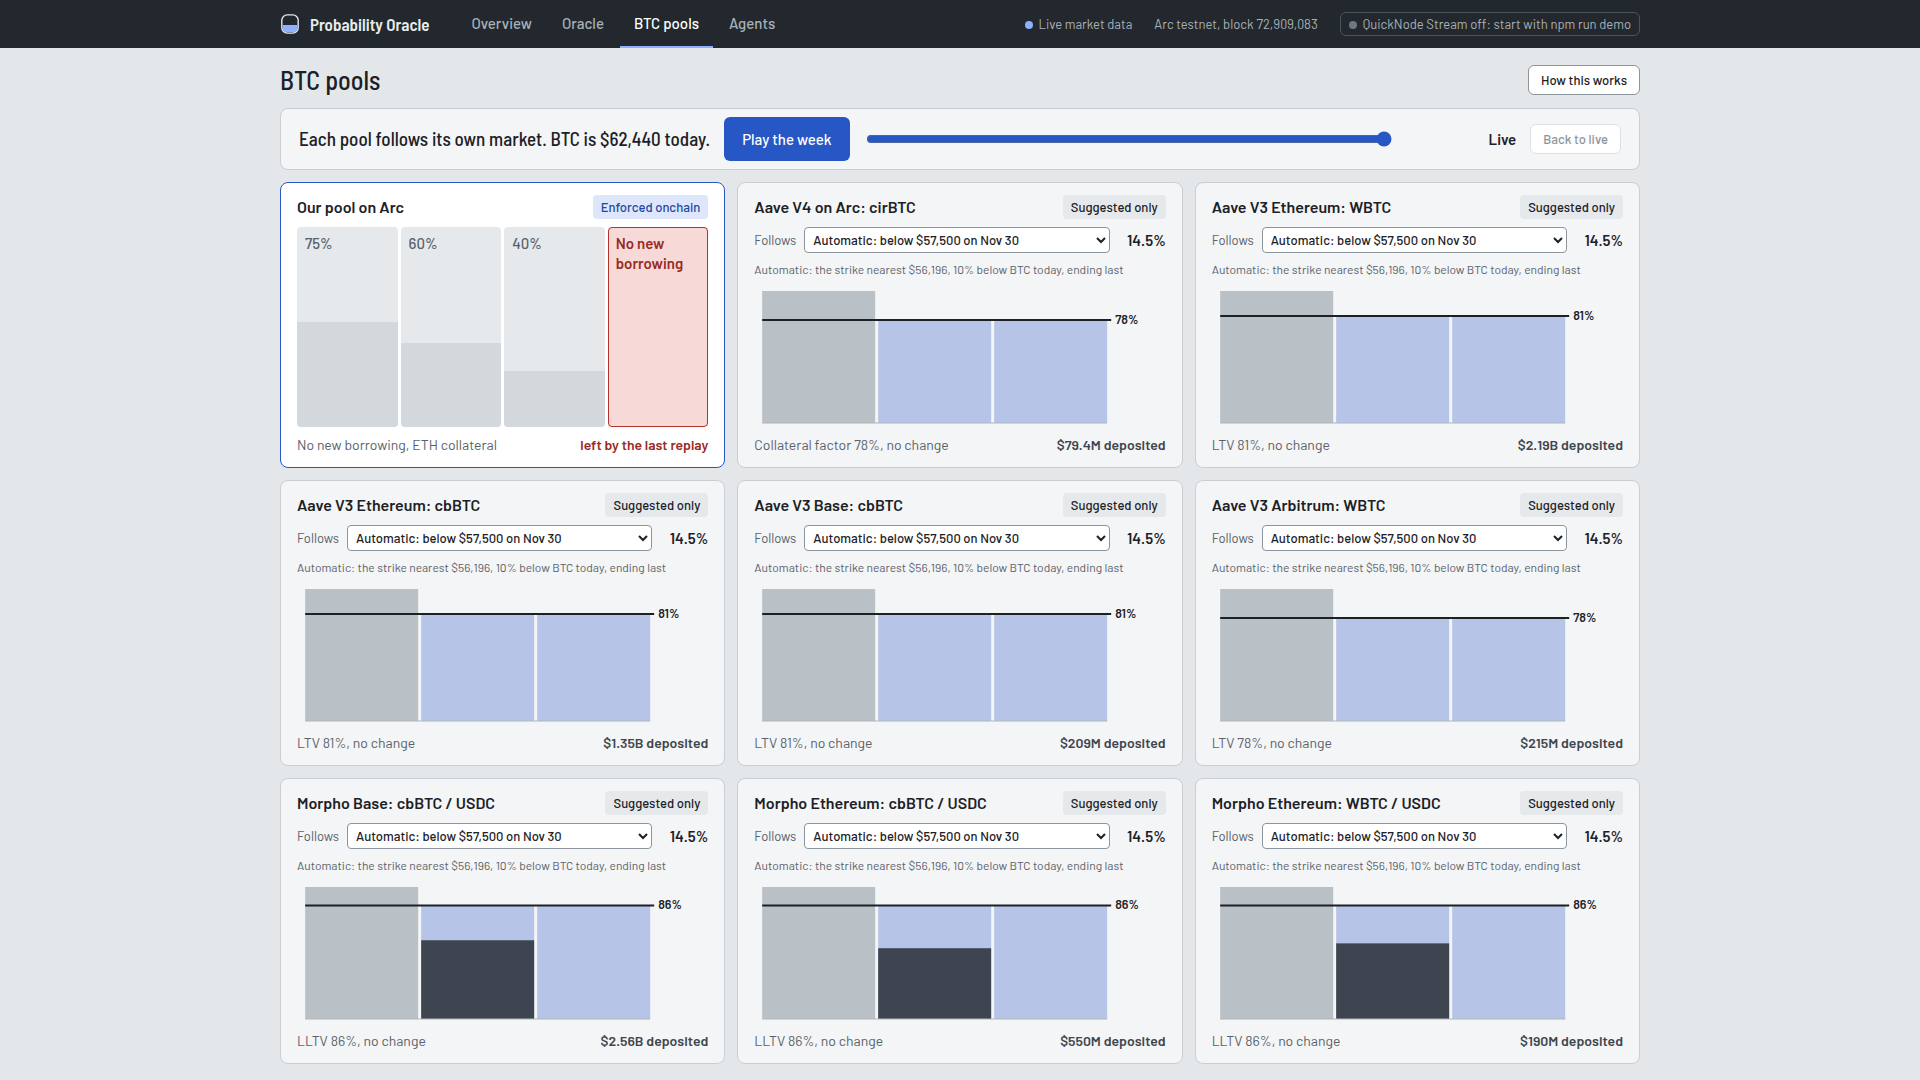 Probability Oracle
Overview
Oracle
BTC pools
Agents
Live market data
Arc testnet, block 72,909,083
QuickNode Stream off: start with npm run demo
BTC pools
How this works
Each pool follows its own market. BTC is $62,440 today.
Play the week
Live
Back to live
Our pool on Arc
Enforced onchain
75%
60%
40%
No new
borrowing
No new borrowing, ETH collateral
left by the last replay
Aave V4 on Arc: cirBTC
Suggested only
Follows
Automatic: below $57,500 on Nov 30
14.5%
Automatic: the strike nearest $56,196, 10% below BTC today, ending last
78%
Collateral factor 78%, no change
$79.4M deposited
Aave V3 Ethereum: WBTC
Suggested only
Follows
Automatic: below $57,500 on Nov 30
14.5%
Automatic: the strike nearest $56,196, 10% below BTC today, ending last
81%
LTV 81%, no change
$2.19B deposited
Aave V3 Ethereum: cbBTC
Suggested only
Follows
Automatic: below $57,500 on Nov 30
14.5%
Automatic: the strike nearest $56,196, 10% below BTC today, ending last
81%
LTV 81%, no change
$1.35B deposited
Aave V3 Base: cbBTC
Suggested only
Follows
Automatic: below $57,500 on Nov 30
14.5%
Automatic: the strike nearest $56,196, 10% below BTC today, ending last
81%
LTV 81%, no change
$209M deposited
Aave V3 Arbitrum: WBTC
Suggested only
Follows
Automatic: below $57,500 on Nov 30
14.5%
Automatic: the strike nearest $56,196, 10% below BTC today, ending last
78%
LTV 78%, no change
$215M deposited
Morpho Base: cbBTC / USDC
Suggested only
Follows
Automatic: below $57,500 on Nov 30
14.5%
Automatic: the strike nearest $56,196, 10% below BTC today, ending last
86%
LLTV 86%, no change
$2.56B deposited
Morpho Ethereum: cbBTC / USDC
Suggested only
Follows
Automatic: below $57,500 on Nov 30
14.5%
Automatic: the strike nearest $56,196, 10% below BTC today, ending last
86%
LLTV 86%, no change
$550M deposited
Morpho Ethereum: WBTC / USDC
Suggested only
Follows
Automatic: below $57,500 on Nov 30
14.5%
Automatic: the strike nearest $56,196, 10% below BTC today, ending last
86%
LLTV 86%, no change
$190M deposited